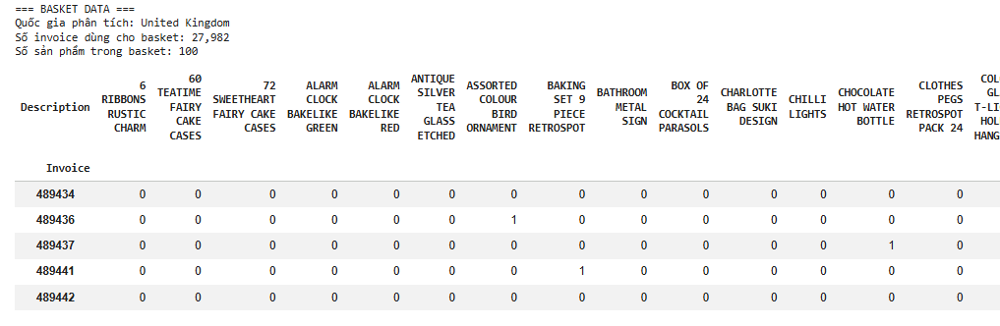 === BASKET DATA ===
Quốc gia phân tích: United Kingdom
Số invoice dùng cho basket: 27,982
Số sản phẩm trong basket: 100
Description 6 RIBBONS RUSTIC CHARM 60 TEATIME FAIRY CAKE CASES 72 SWEETHEART FAIRY CAKE CASES ALARM CLOCK BAKELIKE GREEN ALARM CLOCK BAKELIKE RED ANTIQUE SILVER TEA GLASS ETCHED ASSORTED COLOUR BIRD ORNAMENT BAKING SET 9 PIECE RETROSPOT BATHROOM METAL SIGN BOX OF 24 COCKTAIL PARASOLS CHARLOTTE BAG SUKI DESIGN CHILLI LIGHTS CHOCOLATE HOT WATER BOTTLE CLOTHES PEGS RETROSPOT PACK 24 COL GL T-LI HOL HANG
Invoice
489434 0 0 0 0 0 0 0 0 0 0 0 0 0 0
489436 0 0 0 0 0 0 1 0 0 0 0 0 0 0
489437 0 0 0 0 0 0 0 0 0 0 0 0 1 0
489441 0 0 0 0 0 0 0 1 0 0 0 0 0 0
489442 0 0 0 0 0 0 0 0 0 0 0 0 0 0